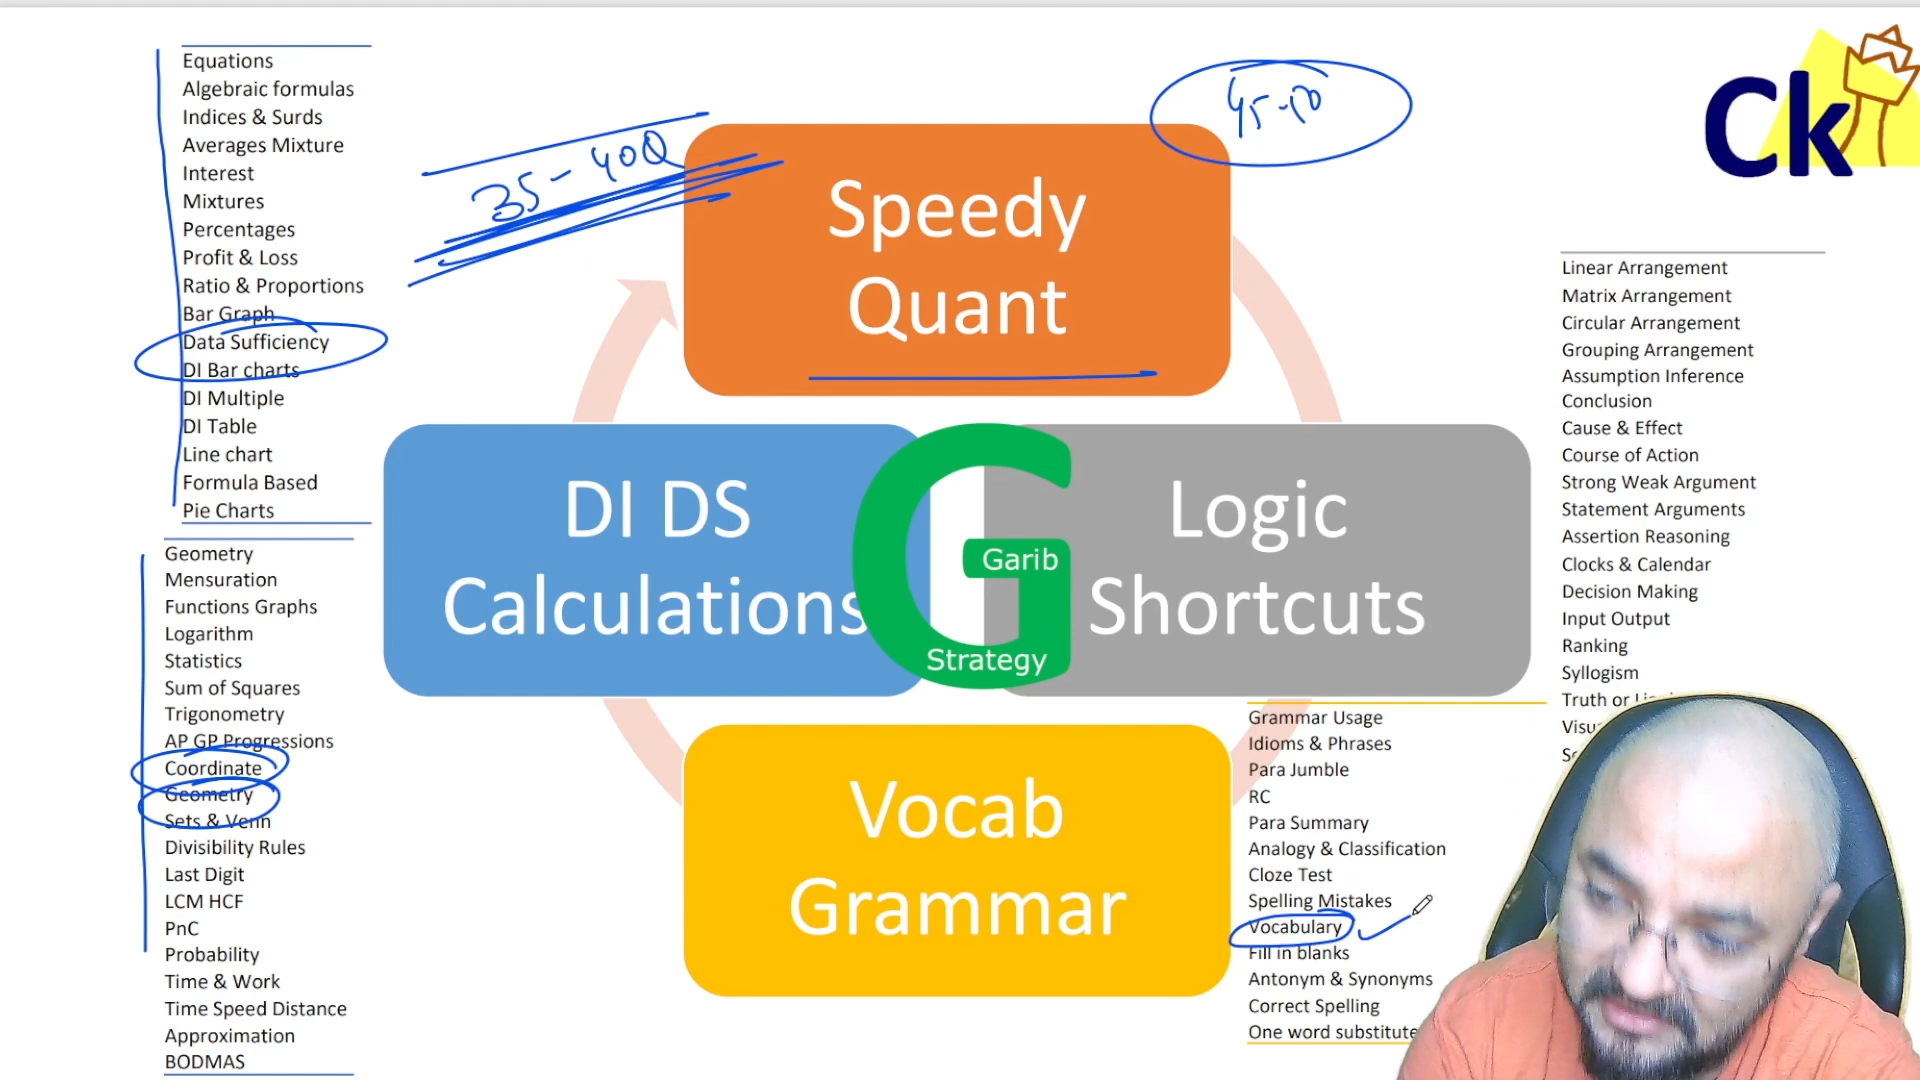 Equations
Algebraic formulas
Indices & Surds
Averages Mixture
Interest
Mixtures
Percentages
Profit & Loss
Ratio & Proportions
Bar Graph
Data Sufficiency
DI Bar charts
DI Multiple
DI Table
Line chart
Formula Based
Pie Charts
Geometry
Mensuration
Functions Graphs
Logarithm
Statistics
Sum of Squares
Trigonometry
AP GP Progressions
Coordinate
Geometry
Sets & Venn
Divisibility Rules
Last Digit
LCM HCF
PnC
Probability
Time & Work
Time Speed Distance
Approximation
BODMAS
35-40Q
Speedy
Quant
DI DS
Calculations
Garib
Strategy
Logic
Shortcuts
Vocab
Grammar
Ck
Linear Arrangement
Matrix Arrangement
Circular Arrangement
Grouping Arrangement
Assumption Inference
Conclusion
Cause & Effect
Course of Action
Strong Weak Argument
Statement Arguments
Assertion Reasoning
Clocks & Calendar
Decision Making
Input Output
Ranking
Syllogism
Truth or
Grammar Usage
Idioms & Phrases
Para Jumble
RC
Para Summary
Analogy & Classification
Cloze Test
Spelling Mistakes
Vocabulary
Fill in blanks
Antonym & Synonyms
Correct Spelling
One word substitute